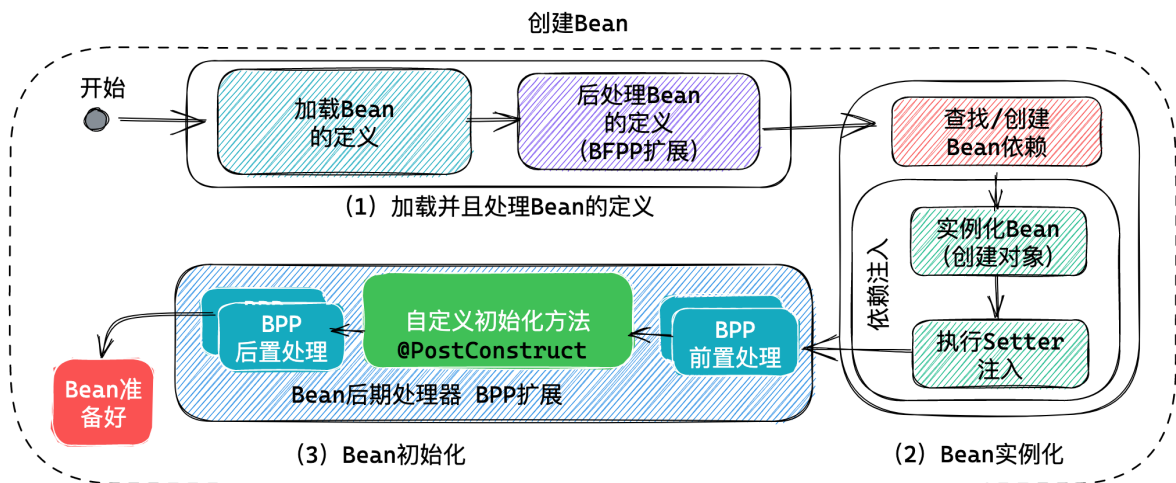 创建Bean
开始
加载Bean
的定义
后处理Bean
的定义
(BFPP扩展)
(1) 加载并且处理Bean的定义
查找/创建
Bean依赖
实例化Bean
(创建对象)
依赖注入
执行Setter
注入
(2) Bean实例化
BPP
前置处理
自定义初始化方法
@PostConstruct
BPP
后置处理
Bean后期处理器 BPP扩展
(3) Bean初始化
Bean准
备好